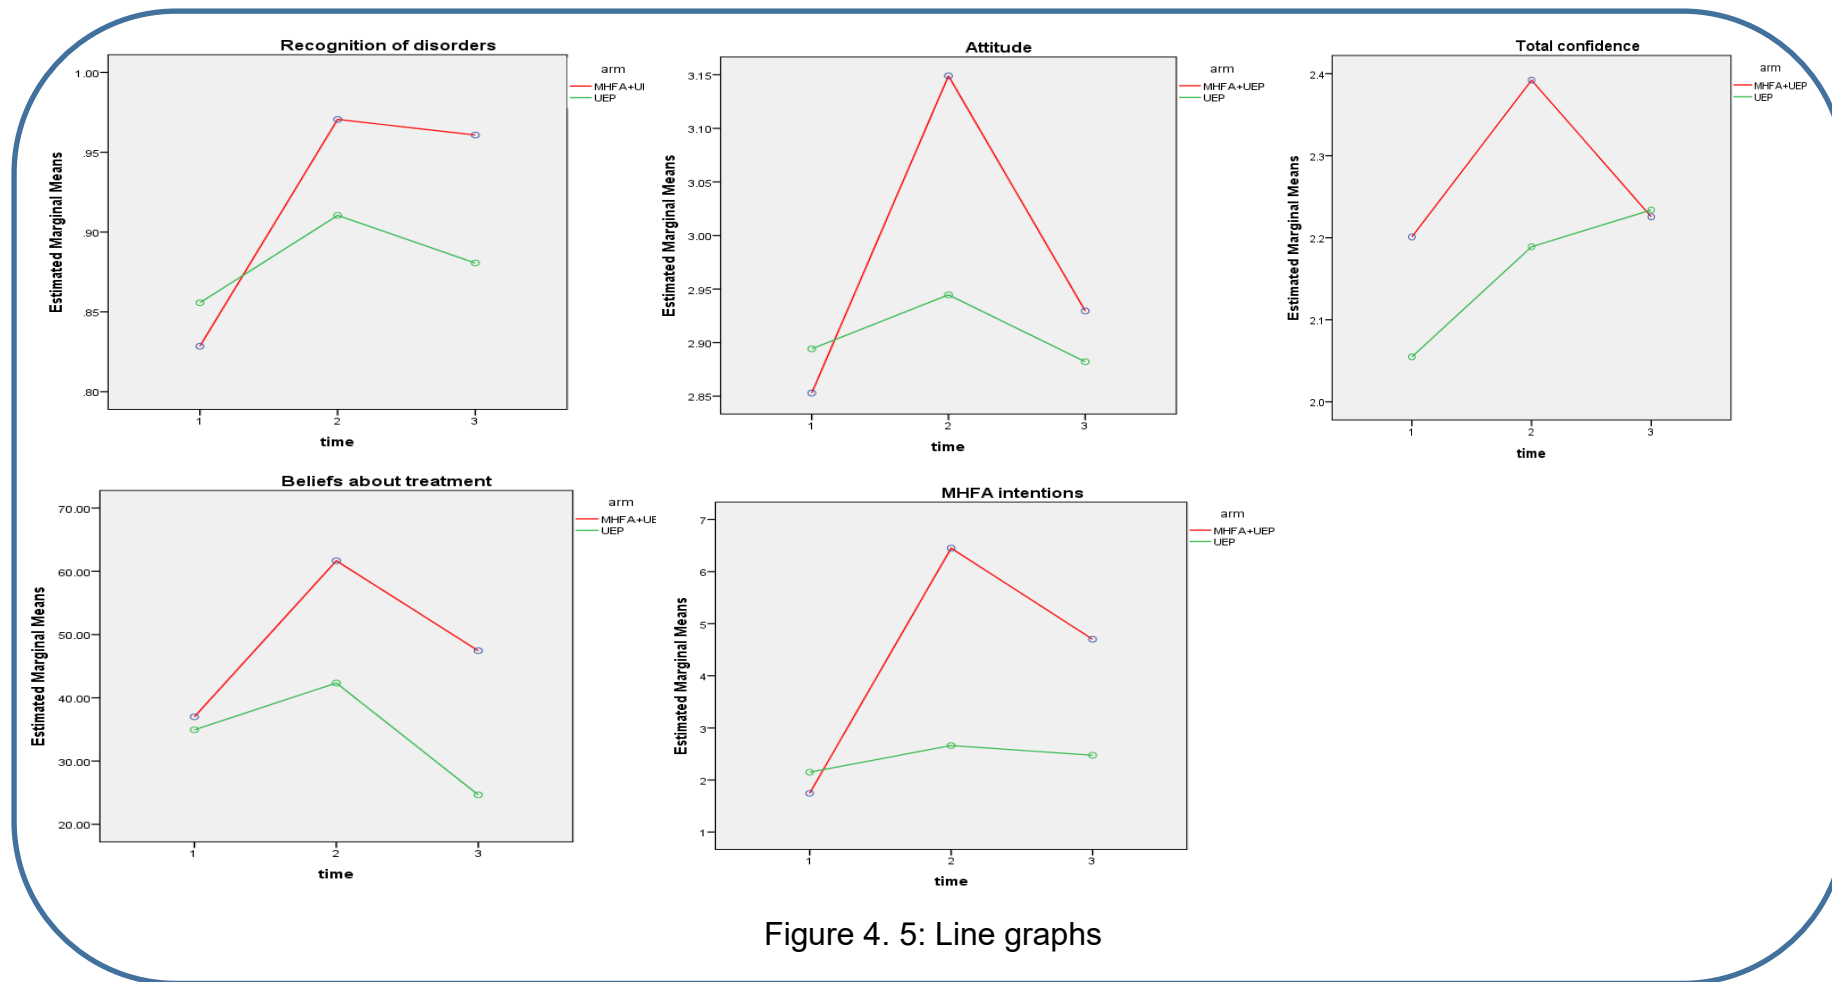 Recognition of disorders
arm
MHFA+UI
UEP
1.00
.95
.90
.85
.80
Estimated Marginal Means
1
2
3
time
Attitude
arm
MHFA+UEP
UEP
3.15
3.10
3.05
3.00
2.95
2.90
2.85
Estimated Marginal Means
1
2
3
time
Total confidence
arm
MHFA+UEP
UEP
2.4
2.3
2.2
2.1
2.0
Estimated Marginal Means
1
2
3
time
Beliefs about treatment
arm
MHFA+UE
UEP
70.00
60.00
50.00
40.00
30.00
20.00
Estimated Marginal Means
1
2
3
time
MHFA intentions
arm
MHFA+UEP
UEP
7
6
5
4
3
2
1
Estimated Marginal Means
1
2
3
time
Figure 4. 5: Line graphs